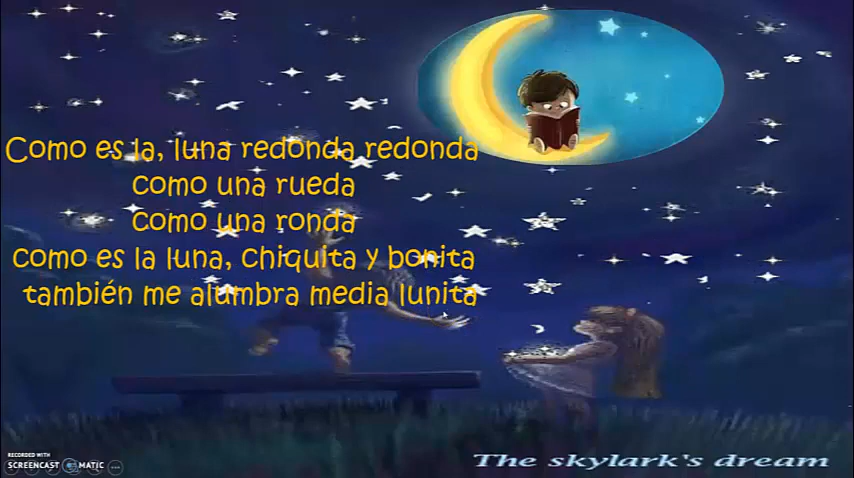 Como es la, luna redonda redonda
como una rueda
como una ronda
como es la luna, chiquita y bonita
también me alumbra media lunita
The skylark's dream
RECORDED WITH
SCREENCAST MATIC